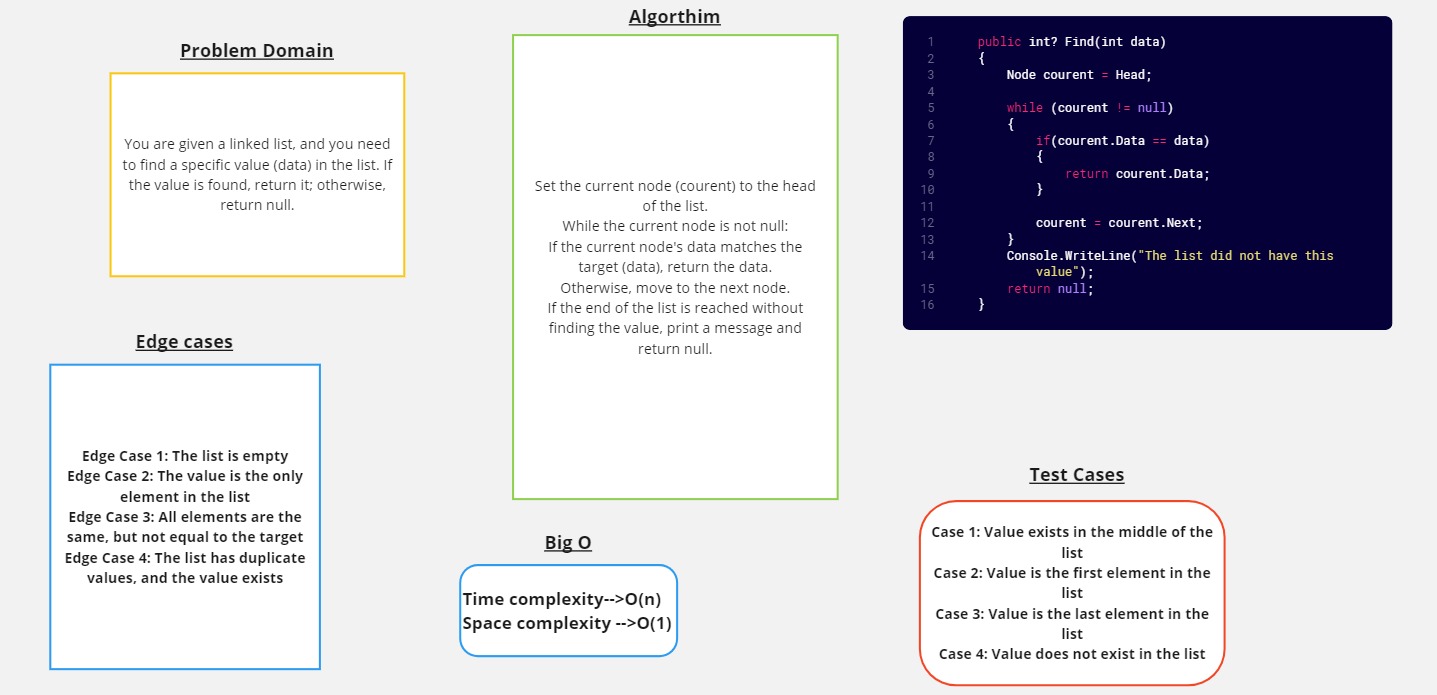 Problem Domain
You are given a linked list, and you need
to find a specific value (data) in the list. If
the value is found, return it; otherwise,
return null.
Edge cases
Edge Case 1: The list is empty
Edge Case 2: The value is the only
element in the list
Edge Case 3: All elements are the
same, but not equal to the target
Edge Case 4: The list has duplicate
values, and the value exists
Algorthim
Set the current node (courent) to the head
of the list.
While the current node is not null:
If the current node's data matches the
target (data), return the data.
Otherwise, move to the next node.
If the end of the list is reached without
finding the value, print a message and
return null.
Big O
Time complexity-->O(n)
Space complexity -->O(1)
1 public int? Find(int data)
2 {
3 Node courent = Head;
4
5 while (courent != null)
6 {
7 if(courent.Data == data)
8 {
9 return courent.Data;
10 }
11
12 courent = courent.Next;
13 }
14 Console.WriteLine("The list did not have this
value");
15 return null;
16 }
Test Cases
Case 1: Value exists in the middle of the
list
Case 2: Value is the first element in the
list
Case 3: Value is the last element in the
list
Case 4: Value does not exist in the list